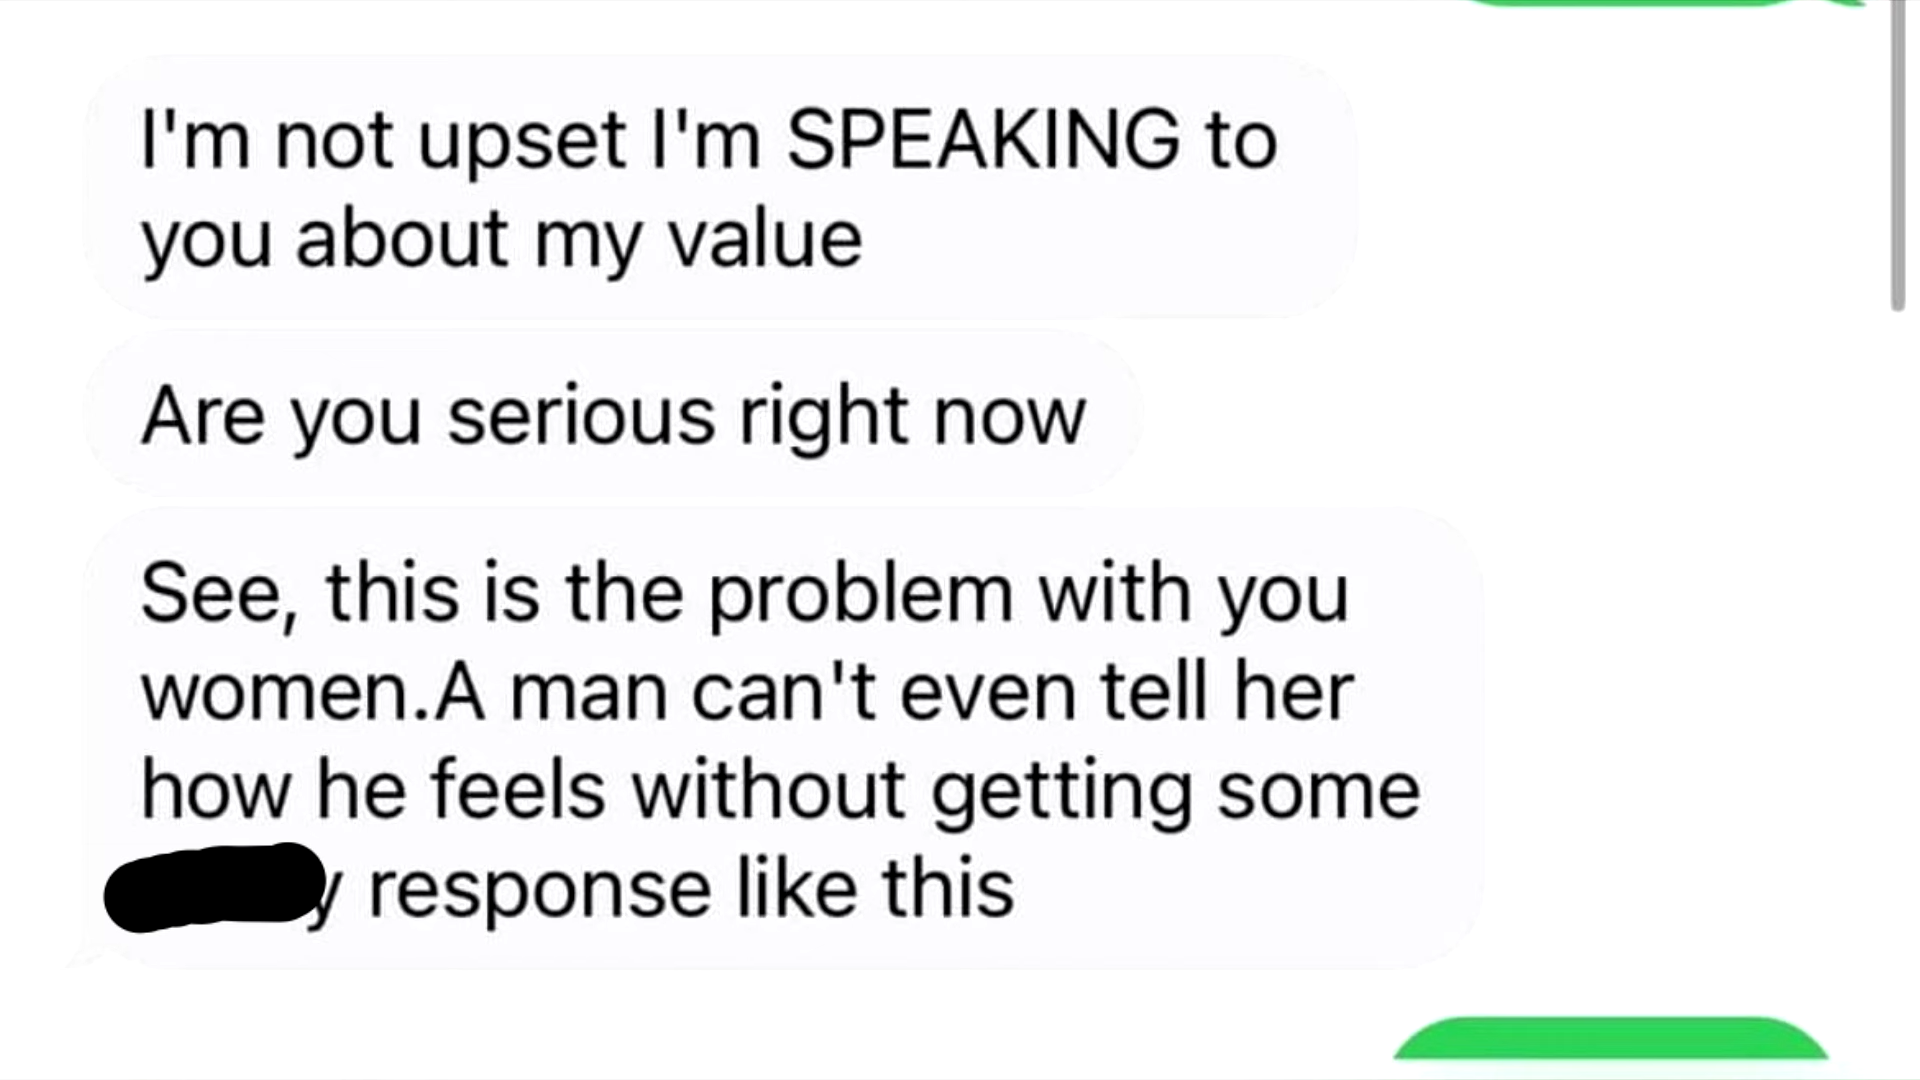 I'm not upset I'm SPEAKING to
you about my value
Are you serious right now
See, this is the problem with you
women.A man can't even tell her
how he feels without getting some
response like this